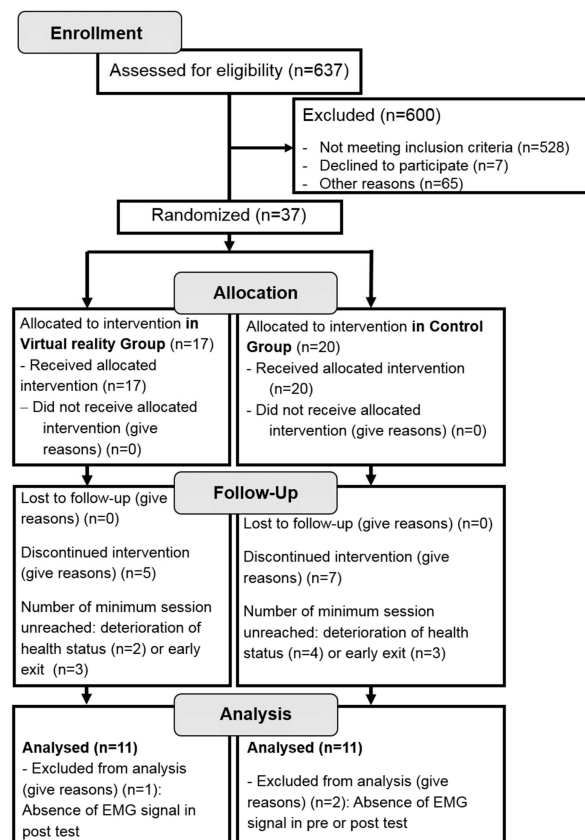 Enrollment
Assessed for eligibility (n=637)
Excluded (n=600)
- Not meeting inclusion criteria (n=528)
- Declined to participate (n=7)
- Other reasons (n=65)
Randomized (n=37)
Allocation
Allocated to intervention in
Virtual reality Group (n=17)
- Received allocated
intervention (n=17)
– Did not receive allocated
intervention (give
reasons) (n=0)
Allocated to intervention in Control
Group (n=20)
- Received allocated intervention
(n=20)
- Did not receive allocated
intervention (give reasons) (n=0)
Follow-Up
Lost to follow-up (give
reasons) (n=0)
Discontinued intervention
(give reasons) (n=5)
Number of minimum session
unreached: deterioration of
health status (n=2) or early
exit (n=3)
Lost to follow-up (give reasons) (n=0)
Discontinued intervention (give
reasons) (n=7)
Number of minimum session
unreached: deterioration of health
status (n=4) or early exit (n=3)
Analysis
Analysed (n=11)
- Excluded from analysis
(give reasons) (n=1):
Absence of EMG signal in
post test
Analysed (n=11)
- Excluded from analysis (give
reasons) (n=2): Absence of EMG
signal in pre or post test